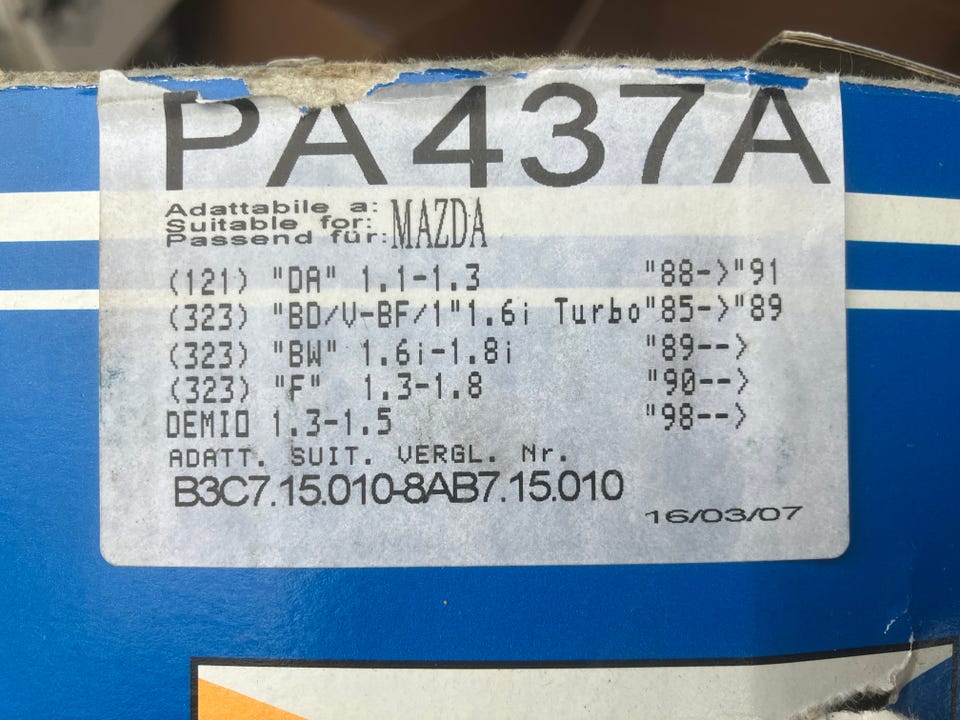 PA437A
Adattabile a:
Suitable for:
Passend für: MAZDA
(121) "DA" 1.1-1.3 "88->"91
(323) "BD/V-BF/1"1.6i Turbo"85->"89
(323) "BW" 1.6i-1.8i "89-->
(323) "F" 1.3-1.8 "90-->
DEMIO 1.3-1.5 "98-->
ADATT. SUIT. VERGL. Nr.
B3C7.15.010-8AB7.15.010
16/03/07